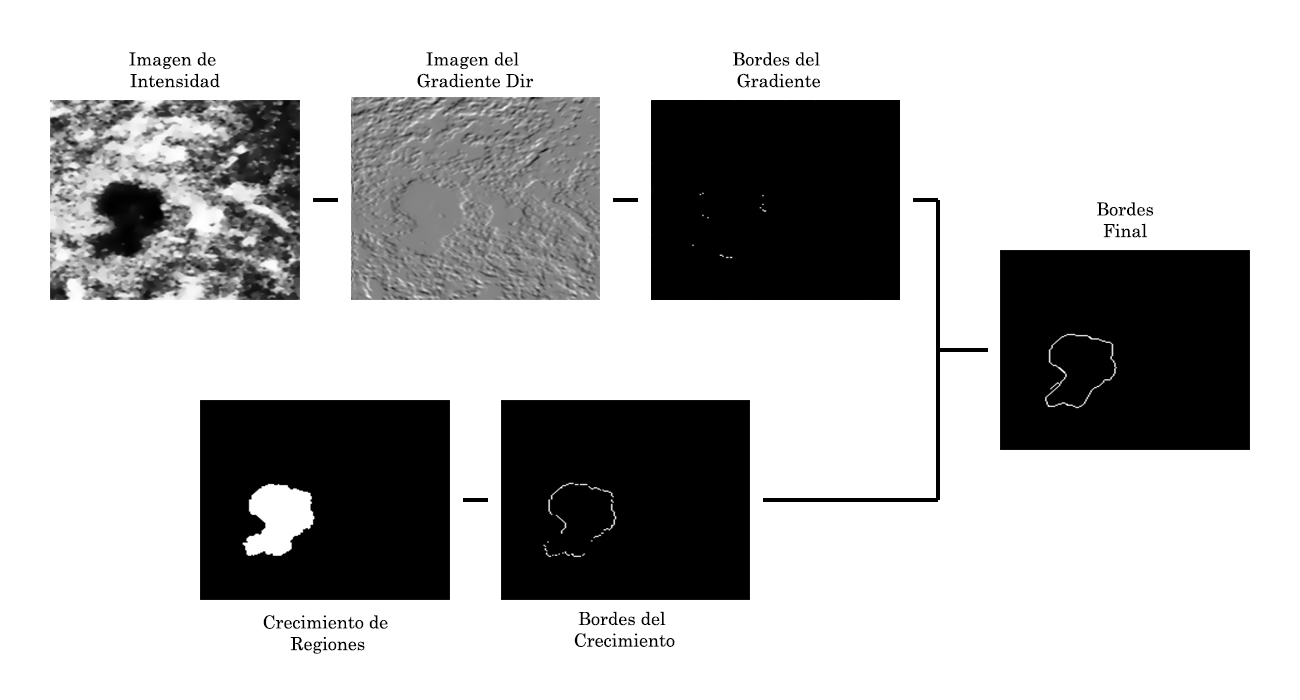 Imagen de
Intensidad
Imagen del
Gradiente Dir
Bordes del
Gradiente
Bordes
Final
Crecimiento de
Regiones
Bordes del
Crecimiento